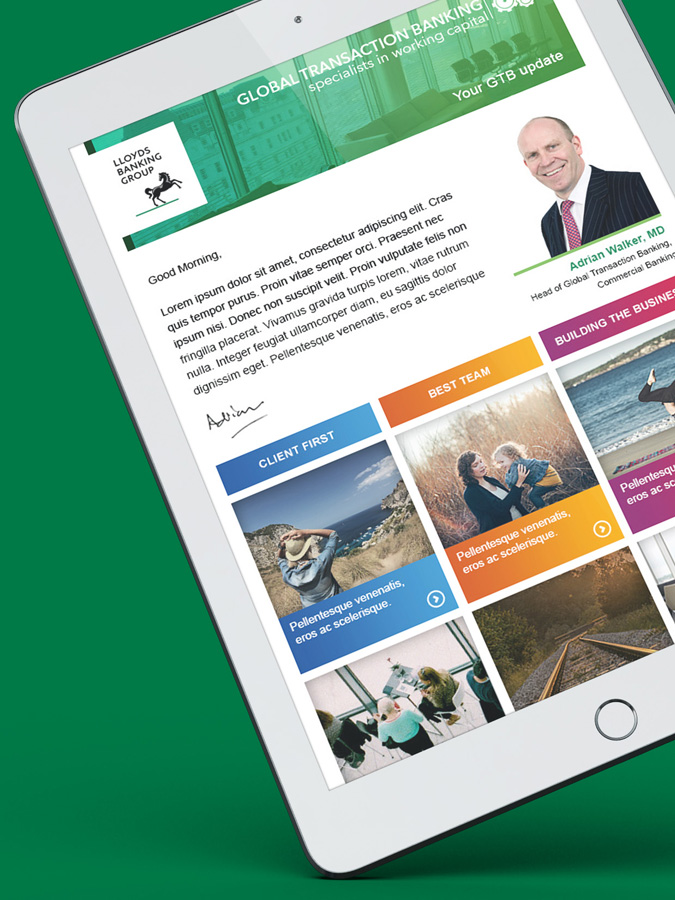 GLOBAL TRANSACTION BANKING
specialists in working capital
Your GTB update
LLOYDS
BANKING
GROUP
Good Morning,
Lorem ipsum dolor sit amet, consectetur adipiscing elit. Cras
quis tempor purus. Proin vitae semper orci. Praesent nec
ipsum nisi. Donec non suscipit velit. Proin vulputate felis non
fringilla placerat. Vivamus gravida turpis lorem, vitae rutrum
nulla. Integer feugiat ullamcorper diam, eu sagittis dolor
dignissim eget. Pellentesque venenatis, eros ac scelerisque
Adrian
Adrian Walker, MD
Head of Global Transaction Banking,
Commercial Banking
CLIENT FIRST
BEST TEAM
BUILDING THE BUSINES
Pellentesque venenatis,
eros ac scelerisque.
Pellentesque venenatis,
eros ac scelerisque.
Pellentesque
eros ac sc